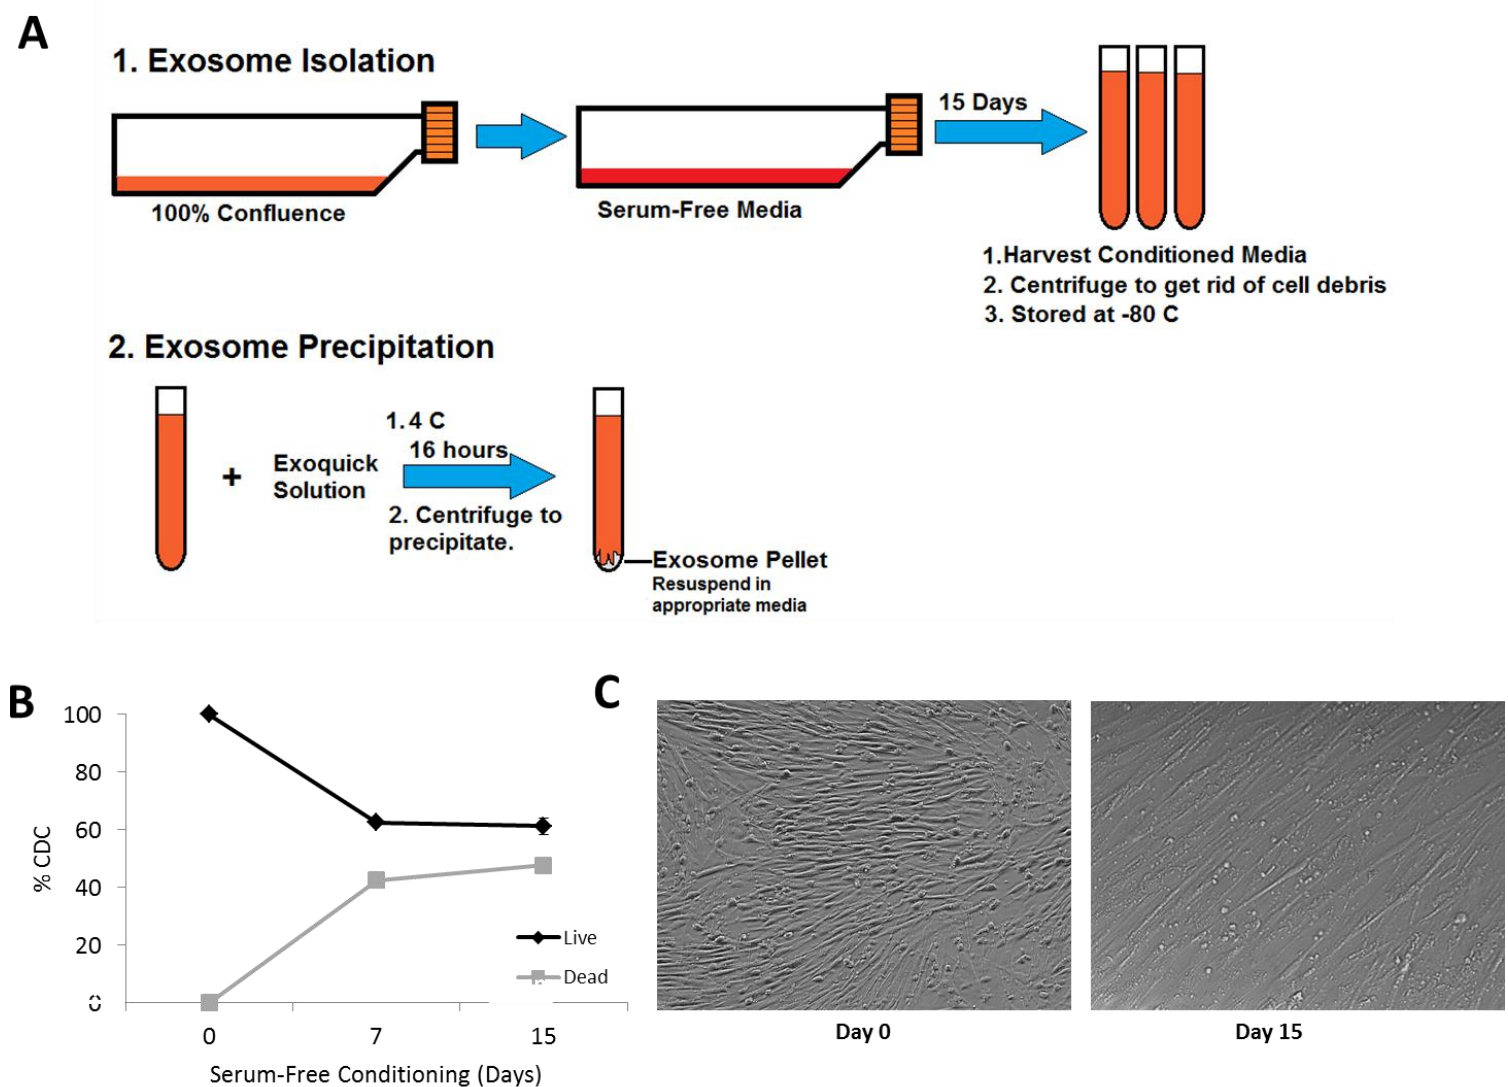 A
1. Exosome Isolation
100% Confluence
Serum-Free Media
15 Days
1.Harvest Conditioned Media
2. Centrifuge to get rid of cell debris
3. Stored at -80 C
2. Exosome Precipitation
+
Exoquick
Solution
1. 4 C
16 hours
2. Centrifuge to
precipitate.
Exosome Pellet
Resuspend in
appropriate media
B
100
80
60
40
20
0
% CDC
Live
Dead
0 7 15
Serum-Free Conditioning (Days)
C
Day 0
Day 15